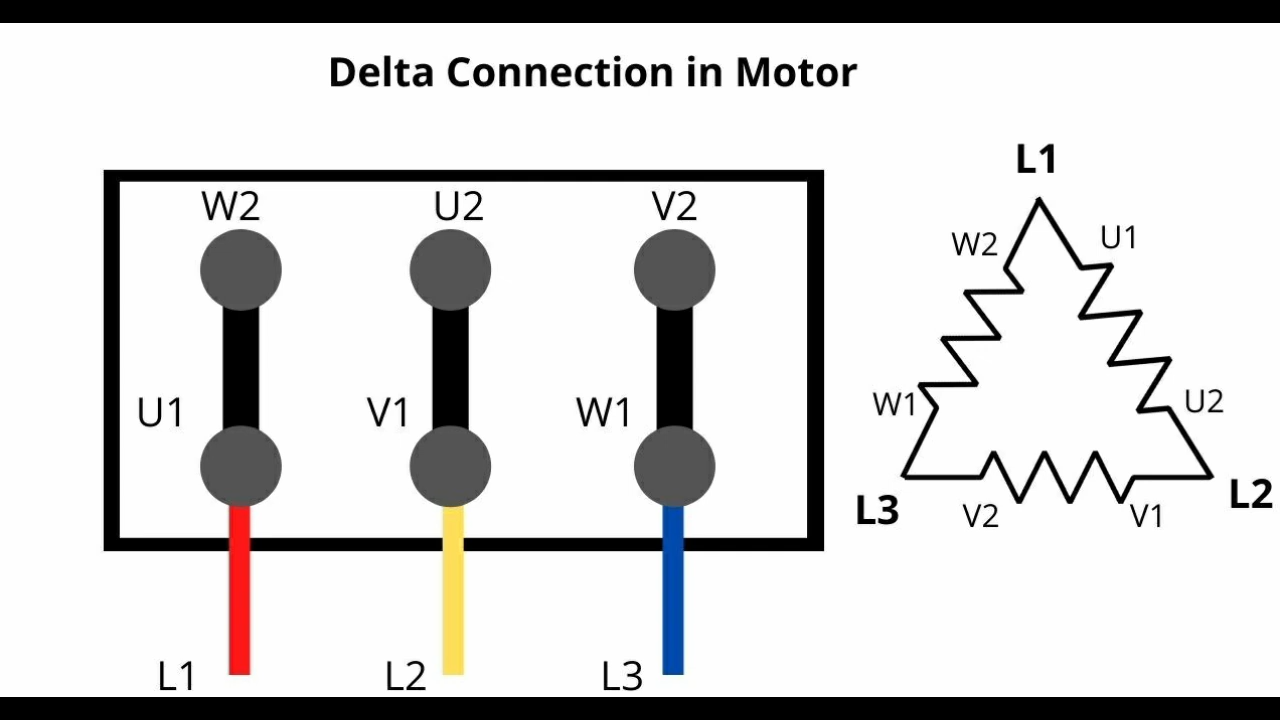 Delta Connection in Motor
W2 U2 V2
U1 V1 W1
L1 L2 L3
L1
W2 U1
W1 U2
L3 L2
V2 V1